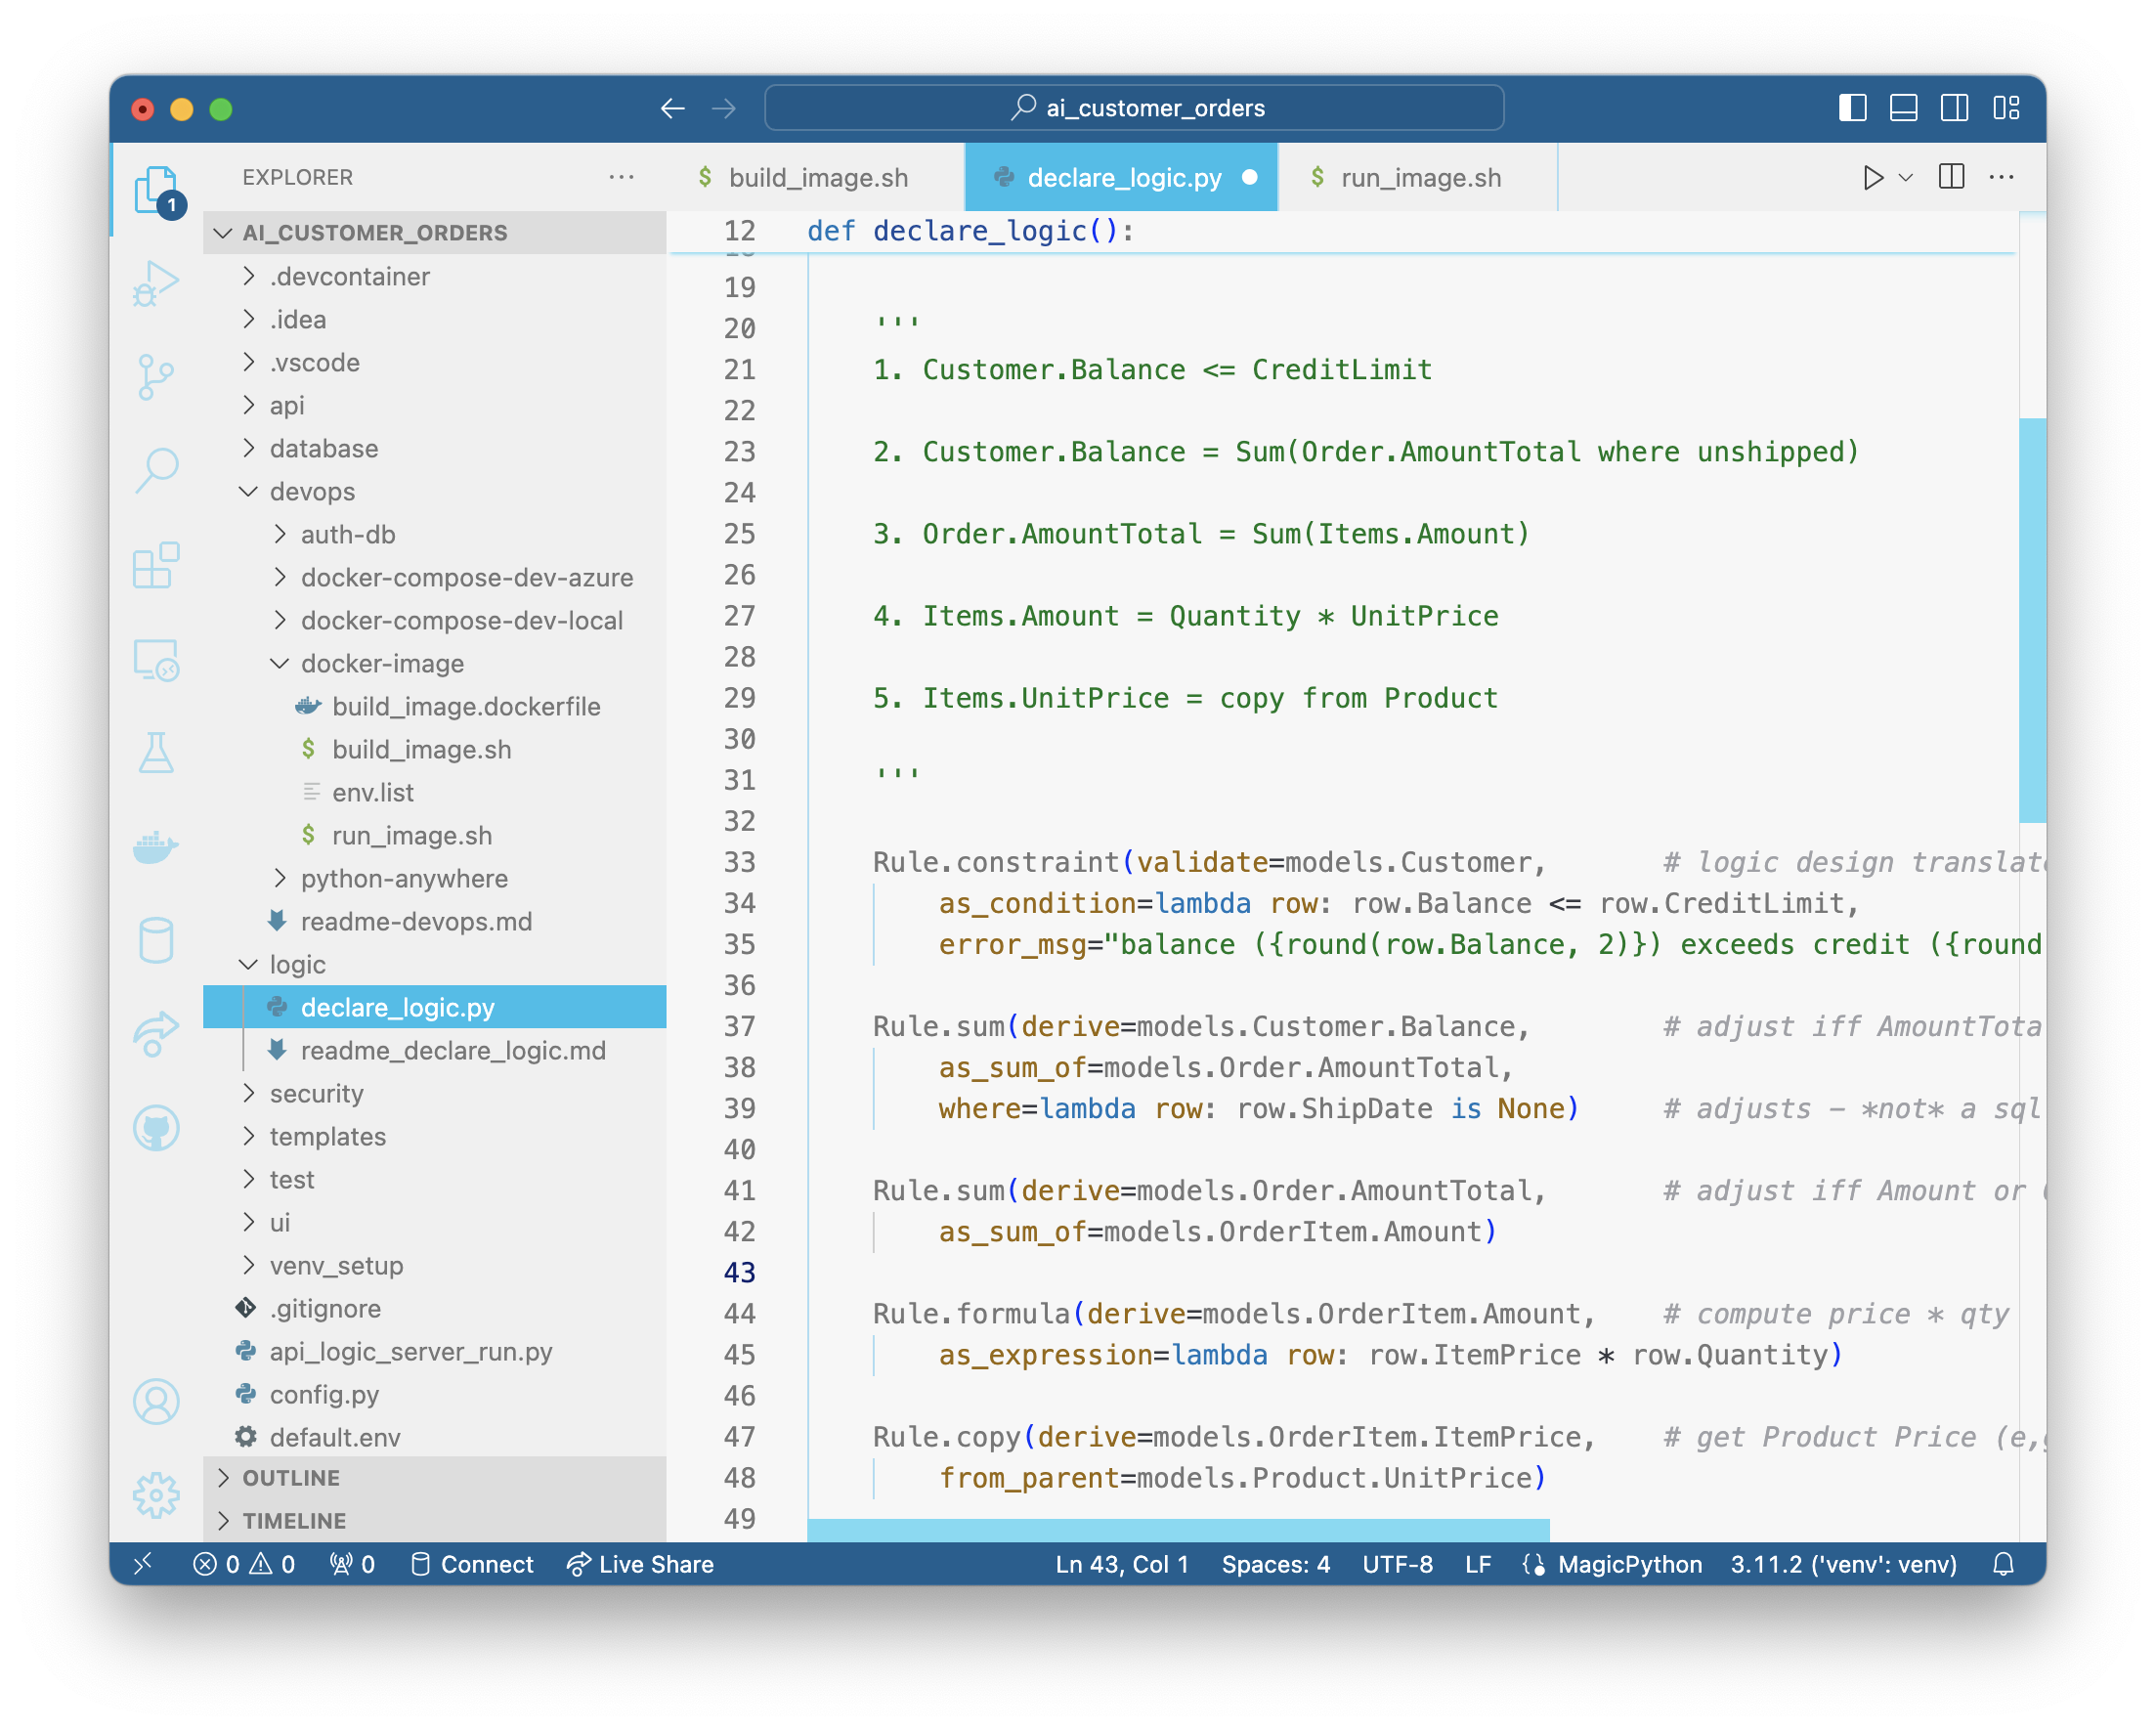 ai_customer_orders
1
EXPLORER
AI_CUSTOMER_ORDERS
.devcontainer
.idea
.vscode
api
database
devops
auth-db
docker-compose-dev-azure
docker-compose-dev-local
docker-image
build_image.dockerfile
$ build_image.sh
env.list
$ run_image.sh
python-anywhere
readme-devops.md
logic
declare_logic.py
readme_declare_logic.md
security
templates
test
ui
venv_setup
.gitignore
api_logic_server_run.py
config.py
default.env
OUTLINE
TIMELINE
$ build_image.sh declare_logic.py $ run_image.sh
12 def declare_logic():
19
20 '''
21 1. Customer.Balance <= CreditLimit
22
23 2. Customer.Balance = Sum(Order.AmountTotal where unshipped)
24
25 3. Order.AmountTotal = Sum(Items.Amount)
26
27 4. Items.Amount = Quantity * UnitPrice
28
29 5. Items.UnitPrice = copy from Product
30
31 '''
32
33 Rule.constraint(validate=models.Customer, # logic design
34 as_condition=lambda row: row.Balance <= row.CreditLimit,
35 error_msg="balance ({round(row.Balance, 2)}) exceeds credit ({round
36
37 Rule.sum(derive=models.Customer.Balance, # adjust iff
38 as_sum_of=models.Order.AmountTotal,
39 where=lambda row: row.ShipDate is None) # adjusts - *not* a sql
40
41 Rule.sum(derive=models.Order.AmountTotal, # adjust iff Amount or
42 as_sum_of=models.OrderItem.Amount)
43
44 Rule.formula(derive=models.OrderItem.Amount, # compute price * qty
45 as_expression=lambda row: row.ItemPrice * row.Quantity)
46
47 Rule.copy(derive=models.OrderItem.ItemPrice, # get Product Price
48 from_parent=models.Product.UnitPrice)
49
0 0 0 Connect Live Share Ln 43, Col 1 Spaces: 4 UTF-8 LF MagicPython 3.11.2 ('venv': venv)